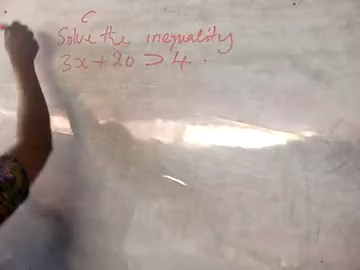 c
Solve the inequality
3x + 20 > 4.